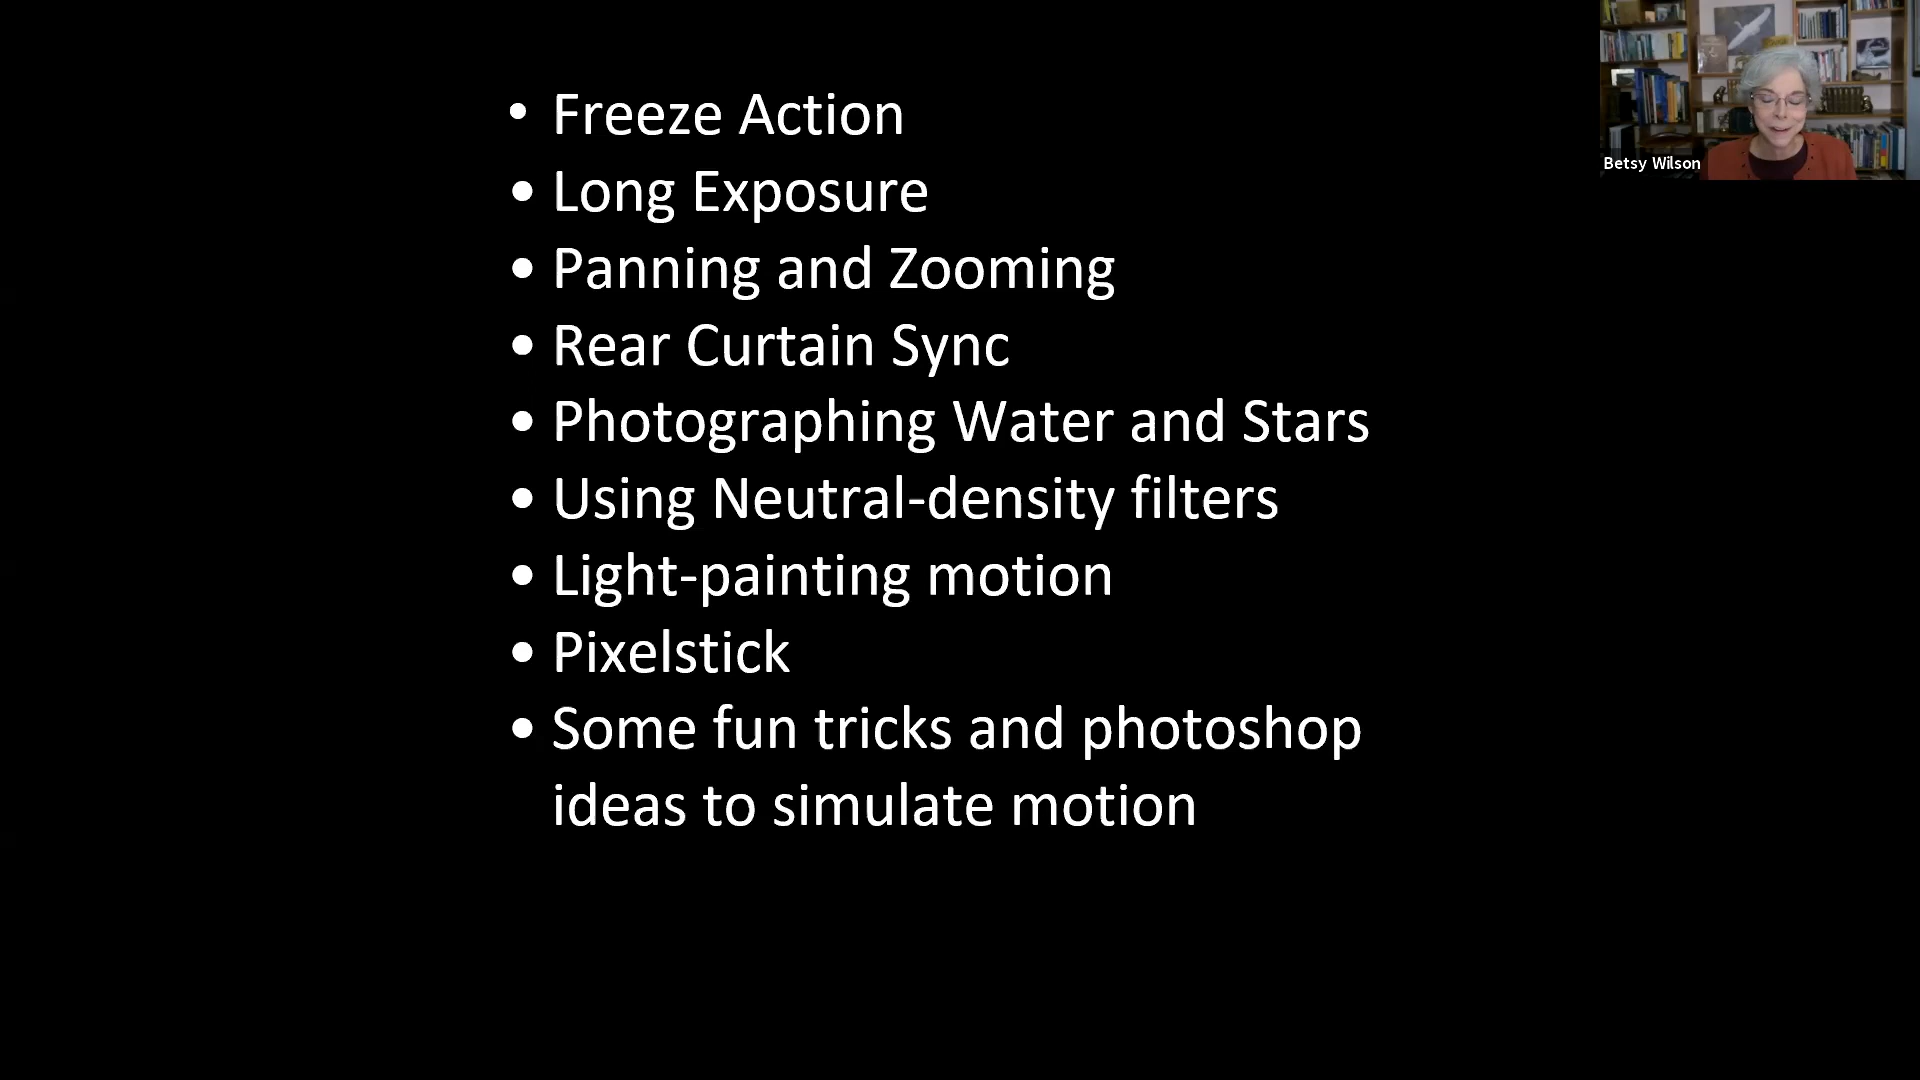 • Freeze Action
• Long Exposure
• Panning and Zooming
• Rear Curtain Sync
• Photographing Water and Stars
• Using Neutral-density filters
• Light-painting motion
• Pixelstick
• Some fun tricks and photoshop
ideas to simulate motion
Betsy Wilson